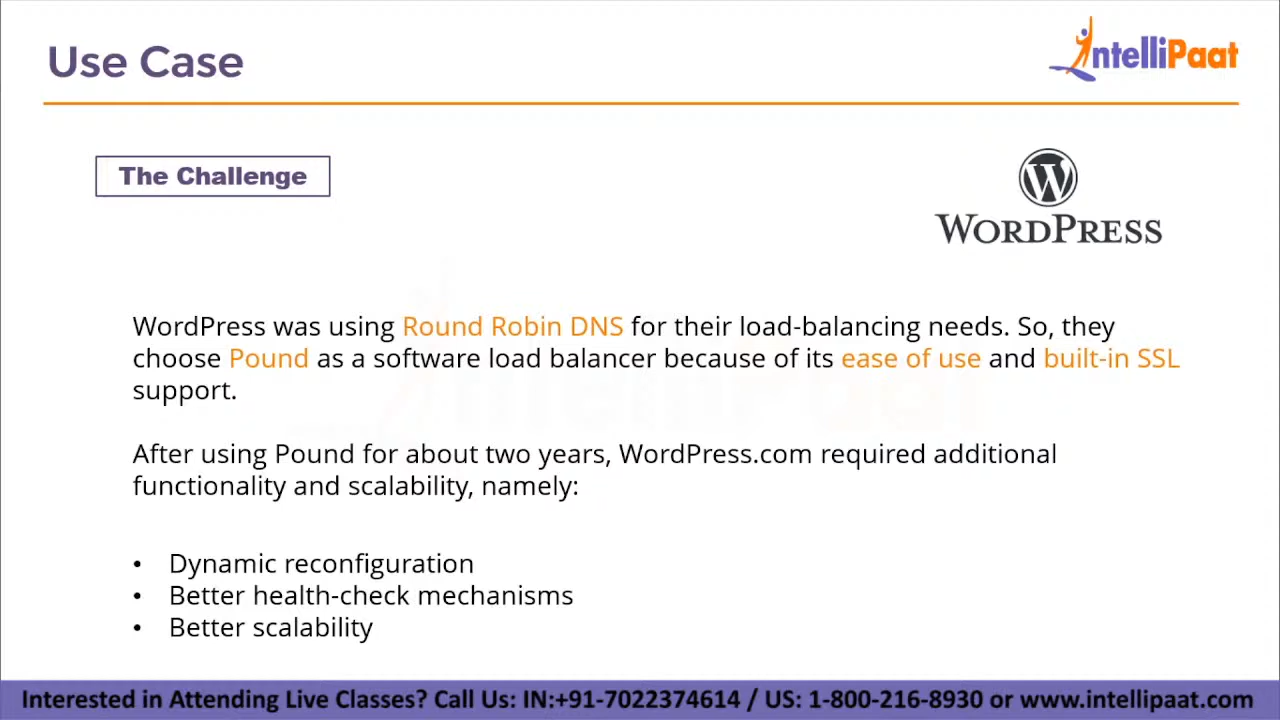 Use Case
IntelliPaat
The Challenge
W
WORDPRESS
WordPress was using Round Robin DNS for their load-balancing needs. So, they
choose Pound as a software load balancer because of its ease of use and built-in SSL
support.
After using Pound for about two years, WordPress.com required additional
functionality and scalability, namely:
• Dynamic reconfiguration
• Better health-check mechanisms
• Better scalability
Interested in Attending Live Classes? Call Us: IN:+91-7022374614 / US: 1-800-216-8930 or www.intellipaat.com